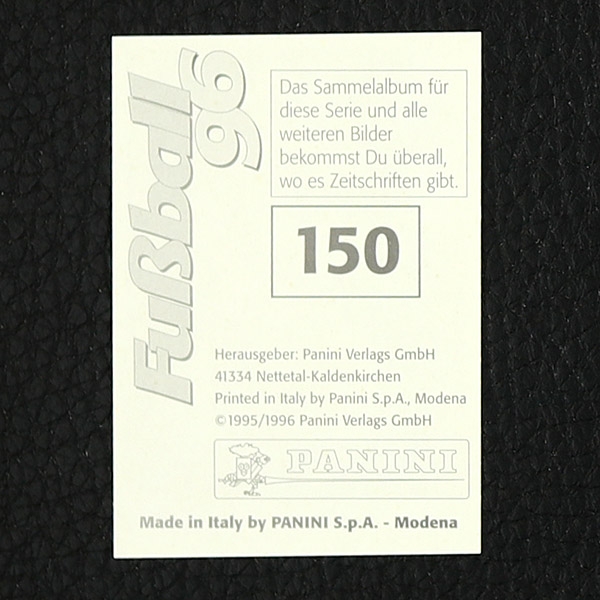 Fußball
96
Das Sammelalbum für
diese Serie und alle
weiteren Bilder
bekommst Du überall,
wo es Zeitschriften gibt.
150
Herausgeber: Panini Verlags GmbH
41334 Nettetal-Kaldenkirchen
Printed in Italy by Panini S.p.A., Modena
©1995/1996 Panini Verlags GmbH
PANINI
Made in Italy by PANINI S.p.A. - Modena